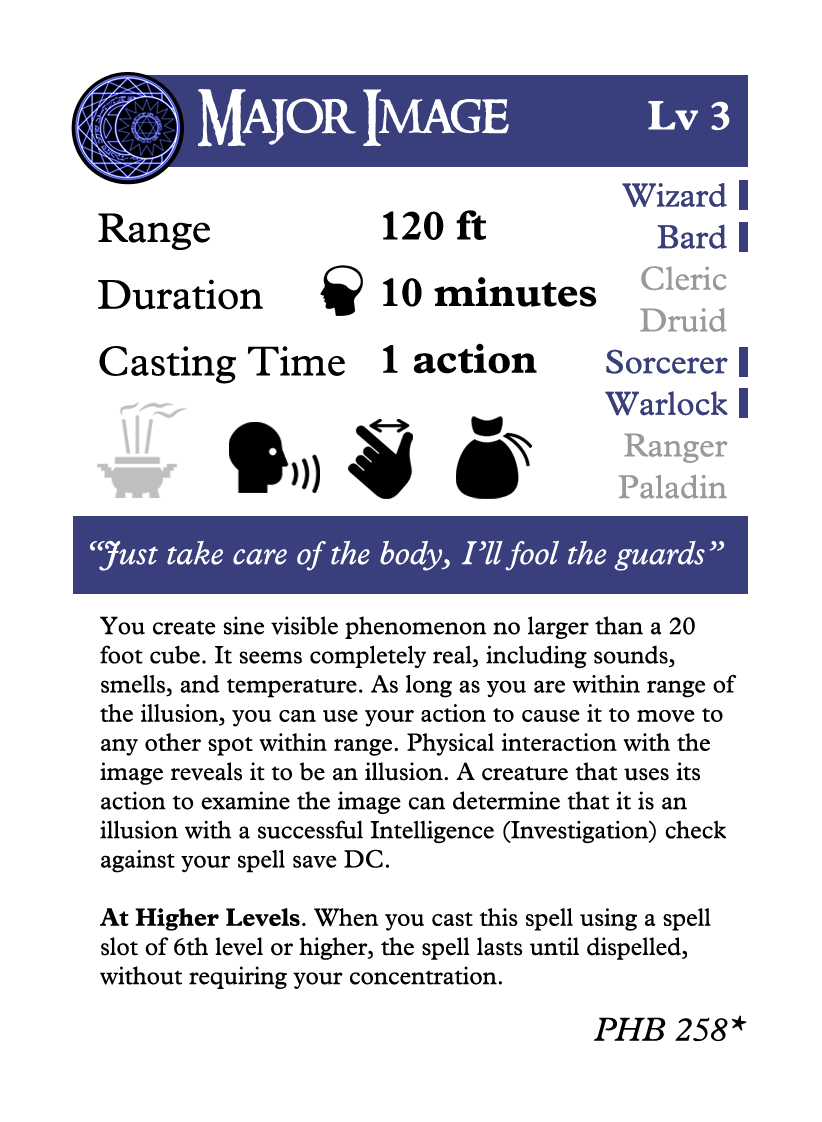 Major Image
Lv 3
Range 120 ft
Duration 10 minutes
Casting Time 1 action
Wizard
Bard
Cleric
Druid
Sorcerer
Warlock
Ranger
Paladin
“Just take care of the body, I’ll fool the guards”
You create sine visible phenomenon no larger than a 20
foot cube. It seems completely real, including sounds,
smells, and temperature. As long as you are within range of
the illusion, you can use your action to cause it to move to
any other spot within range. Physical interaction with the
image reveals it to be an illusion. A creature that uses its
action to examine the image can determine that it is an
illusion with a successful Intelligence (Investigation) check
against your spell save DC.
At Higher Levels. When you cast this spell using a spell
slot of 6th level or higher, the spell lasts until dispelled,
without requiring your concentration.
PHB 258*